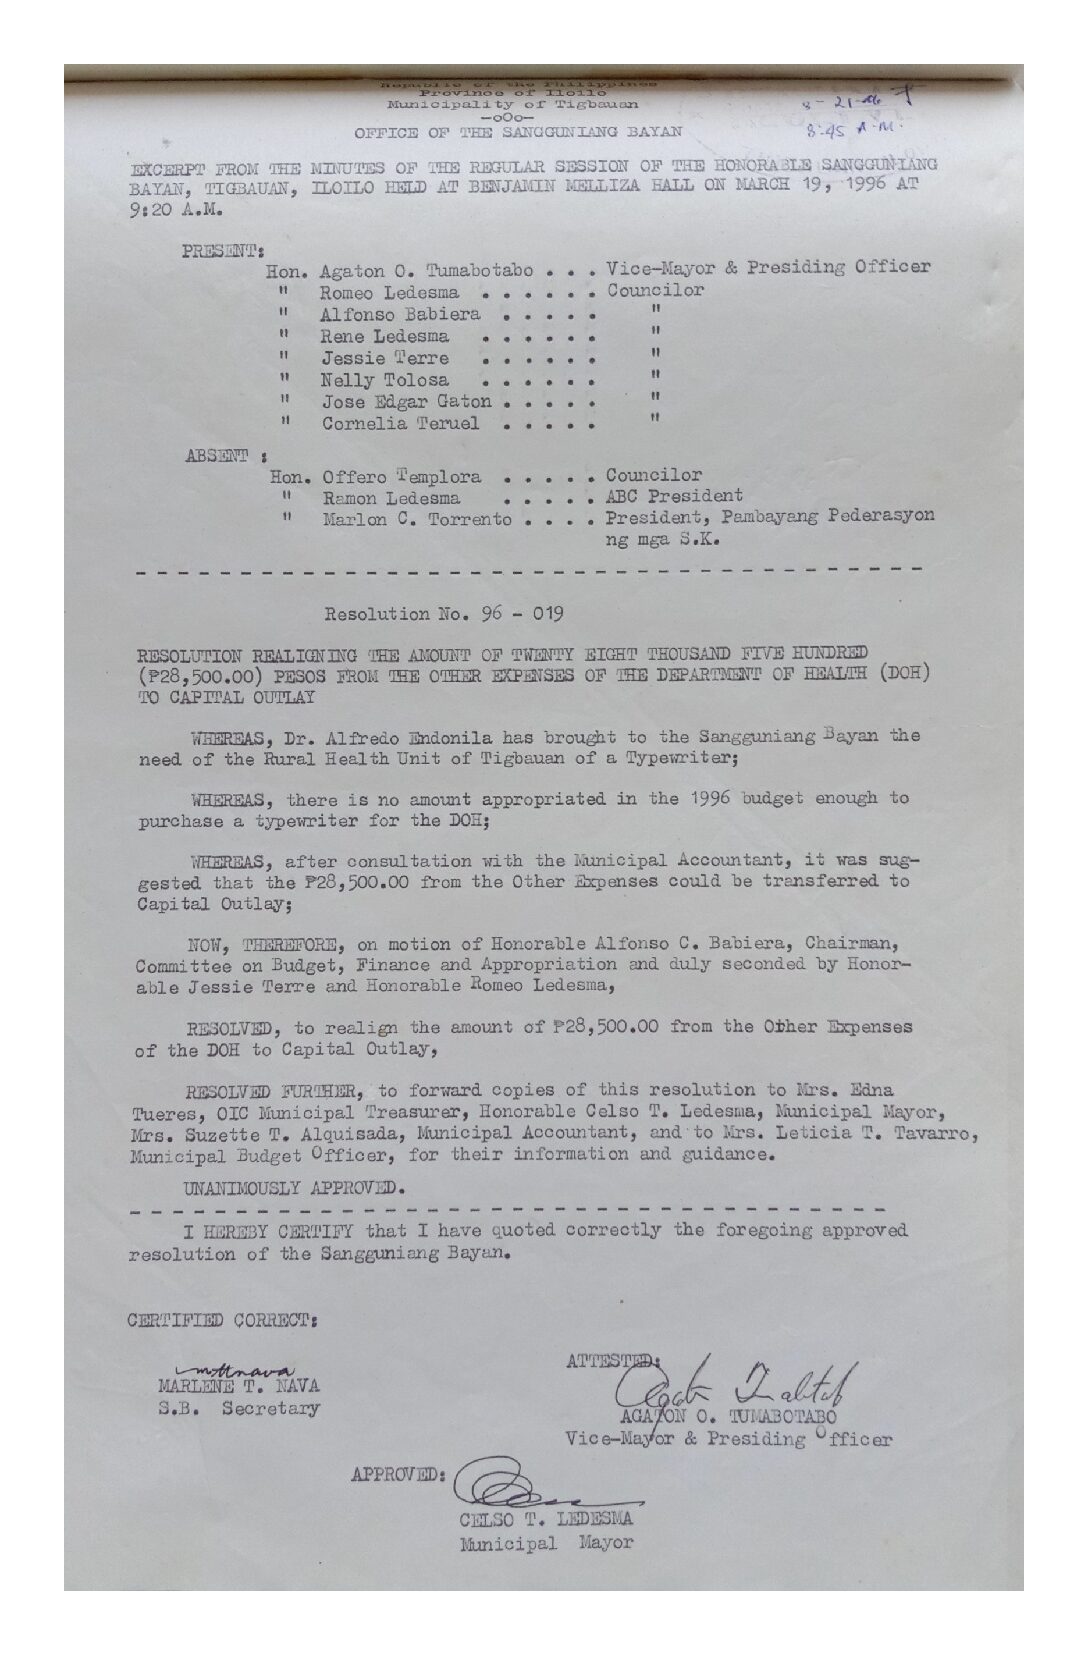 Republic of the Philippines
Province of Iloilo
Municipality of Tigbauan
-oOo-
OFFICE OF THE SANGGUNIANG BAYAN
8:45 A.M.
EXCERPT FROM THE MINUTES OF THE REGULAR SESSION OF THE HONORABLE SANGGUNIANG
BAYAN, TIGBAUAN, ILOILO HELD AT BENJAMIN MELLIZA HALL ON MARCH 19, 1996 AT
9:20 A.M.
PRESENT:
Hon. Agaton O. Tumabotabo . . . Vice-Mayor & Presiding Officer
" Romeo Ledesma . . . . . . Councilor
" Alfonso Babiera . . . . . "
" Rene Ledesma . . . . . . "
" Jessie Terre . . . . . . "
" Nelly Tolosa . . . . . . "
" Jose Edgar Gaton . . . . . "
" Cornelia Teruel . . . . . "
ABSENT :
Hon. Offero Templora . . . . . Councilor
" Ramon Ledesma . . . . . ABC President
" Marlon C. Torrento . . . . President, Pambayang Pederasyon
ng mga S.K.
- - - - - - - - - - - - - - - - - - - - - - - - - - - - - - - - - - - - - -
Resolution No. 96 - 019
RESOLUTION REALIGNING THE AMOUNT OF TWENTY EIGHT THOUSAND FIVE HUNDRED
(₱28,500.00) PESOS FROM THE OTHER EXPENSES OF THE DEPARTMENT OF HEALTH (DOH)
TO CAPITAL OUTLAY
WHEREAS, Dr. Alfredo Endonila has brought to the Sangguniang Bayan the
need of the Rural Health Unit of Tigbauan of a Typewriter;
WHEREAS, there is no amount appropriated in the 1996 budget enough to
purchase a typewriter for the DOH;
WHEREAS, after consultation with the Municipal Accountant, it was sug-
gested that the ₱28,500.00 from the Other Expenses could be transferred to
Capital Outlay;
NOW, THEREFORE, on motion of Honorable Alfonso C. Babiera, Chairman,
Committee on Budget, Finance and Appropriation and duly seconded by Honor-
able Jessie Terre and Honorable Romeo Ledesma,
RESOLVED, to realign the amount of ₱28,500.00 from the Other Expenses
of the DOH to Capital Outlay,
RESOLVED FURTHER, to forward copies of this resolution to Mrs. Edna
Tueres, OIC Municipal Treasurer, Honorable Celso T. Ledesma, Municipal Mayor,
Mrs. Suzette T. Alquisada, Municipal Accountant, and to Mrs. Leticia T. Tavarro,
Municipal Budget Officer, for their information and guidance.
UNANIMOUSLY APPROVED.
- - - - - - - - - - - - - - - - - - - - - - - - - - - - - - - - - - - - -
I HEREBY CERTIFY that I have quoted correctly the foregoing approved
resolution of the Sangguniang Bayan.
CERTIFIED CORRECT:
MARLENE T. NAVA
S.B. Secretary
ATTESTED:
AGATON O. TUMABOTABO
Vice-Mayor & Presiding Officer
APPROVED:
CELSO T. LEDESMA
Municipal Mayor